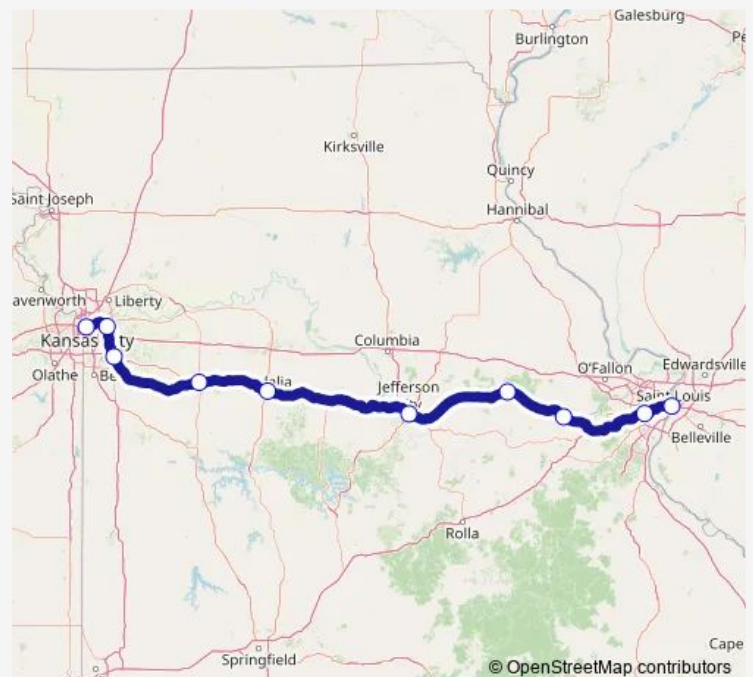 Galesburg
Burlington
Kirksville
Quincy
Saint Joseph
Hannibal
Liberty
Kansas City
Columbia
O'Fallon
Edwardsville
Olathe
Jefferson
Saint Louis
Belleville
Rolla
Cape
Springfield
© OpenStreetMap contributors